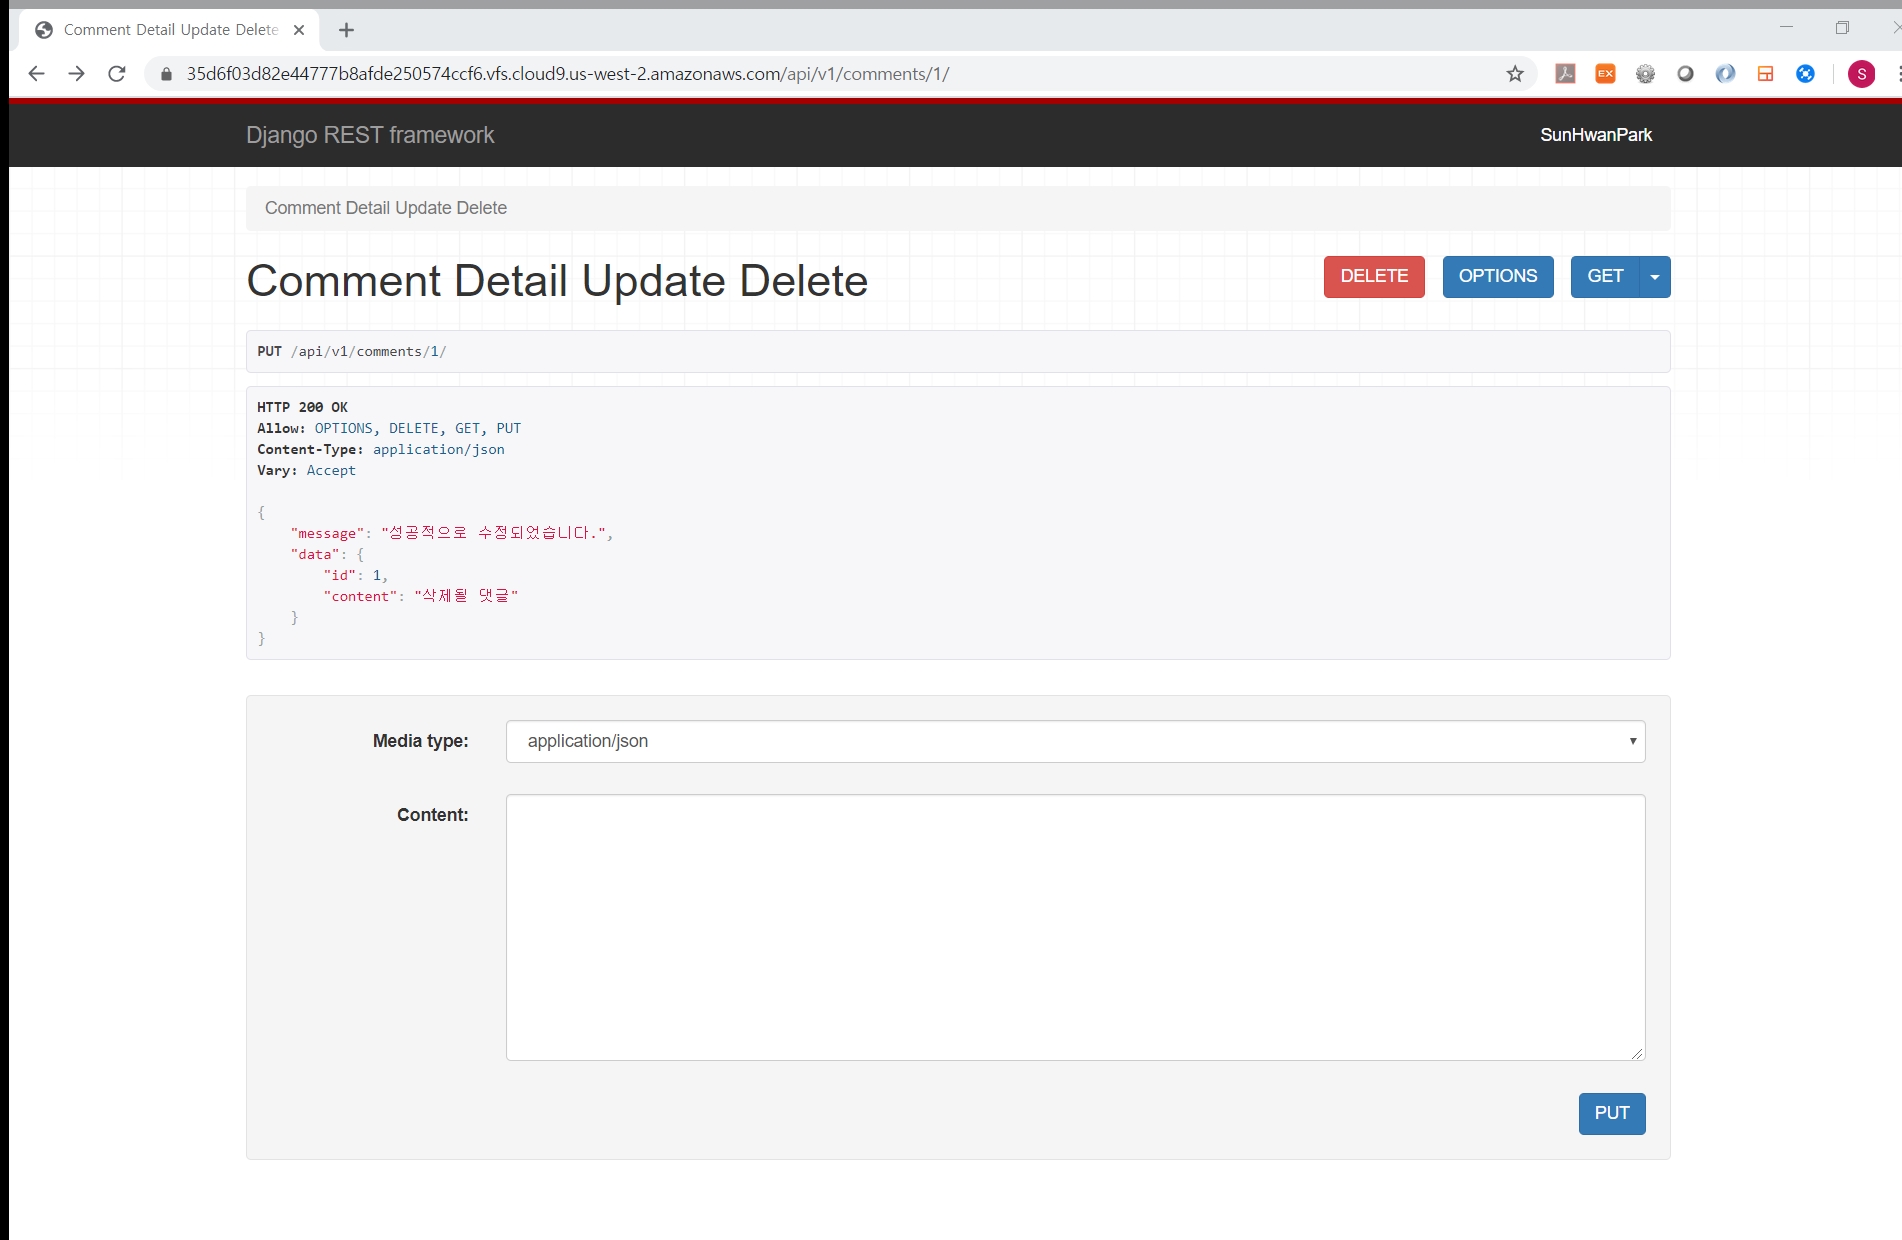 Comment Detail Update Delete
35d6f03d82e44777b8afde250574ccf6.vfs.cloud9.us-west-2.amazonaws.com/api/v1/comments/1/
EX
S
Django REST framework
SunHwanPark
Comment Detail Update Delete
Comment Detail Update Delete
DELETE
OPTIONS
GET
PUT /api/v1/comments/1/
HTTP 200 OK
Allow: OPTIONS, DELETE, GET, PUT
Content-Type: application/json
Vary: Accept
{
"message": "성공적으로 수정되었습니다.",
"data": {
"id": 1,
"content": "삭제될 댓글"
}
}
Media type:
application/json
Content:
PUT